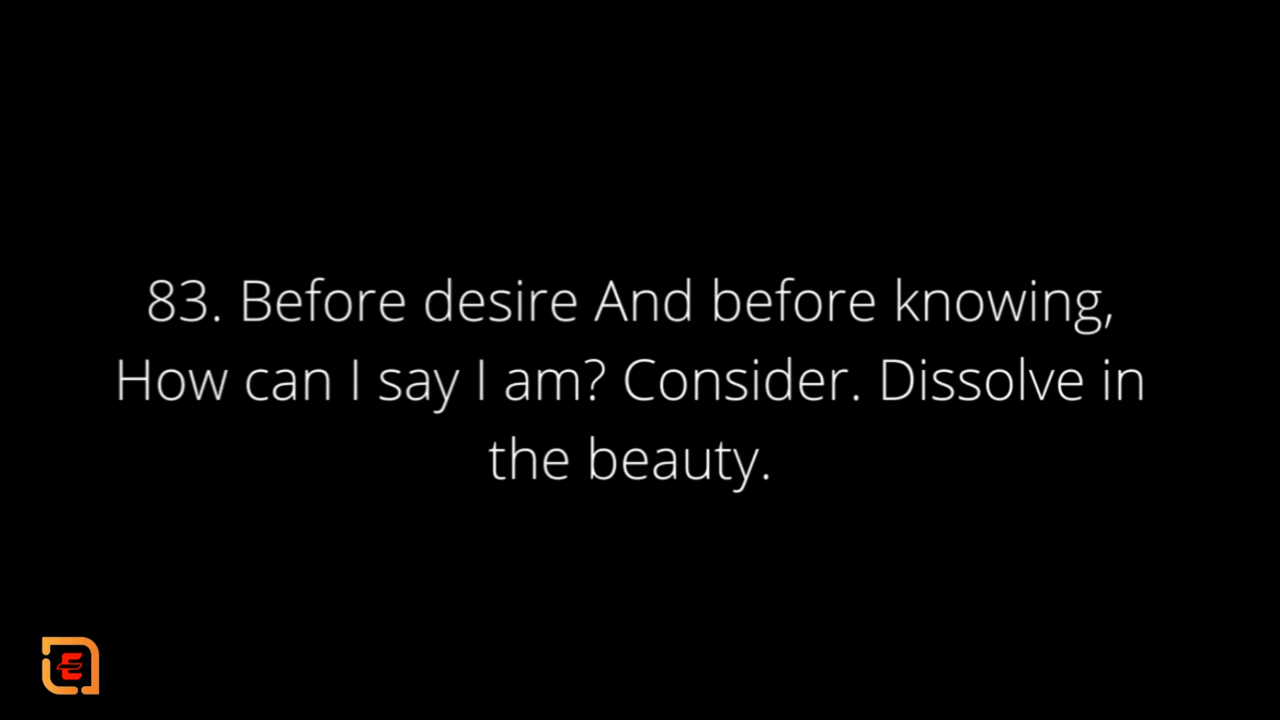 83. Before desire And before knowing,
How can I say I am? Consider. Dissolve in
the beauty.
E